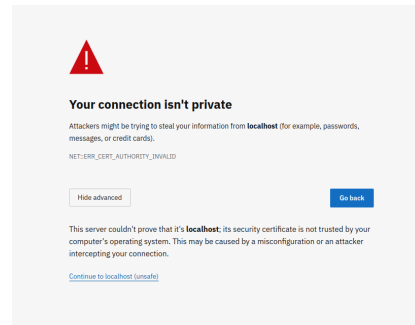 !
Your connection isn't private
Attackers might be trying to steal your information from localhost (for example, passwords,
messages, or credit cards).
NET::ERR_CERT_AUTHORITY_INVALID
Hide advanced
Go back
This server couldn't prove that it's localhost; its security certificate is not trusted by your
computer's operating system. This may be caused by a misconfiguration or an attacker
intercepting your connection.
Continue to localhost (unsafe)